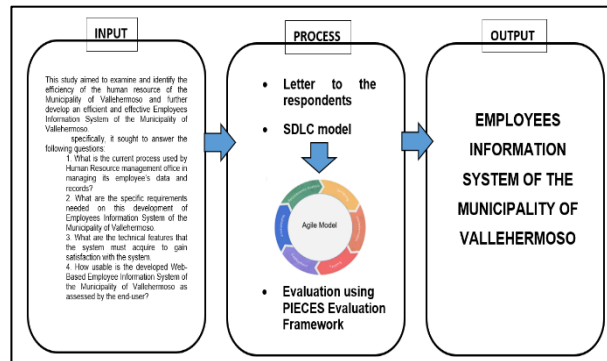 INPUT
This study aimed to examine and identify the
efficiency of the human resource of the
Municipality of Vallehermoso and further
develop an efficient and effective Employees
Information System of the Municipality of
Vallehermoso.
specifically, it sought to answer the
following questions:
1. What is the current process used by
Human Resource management office in
managing its employee's data and
records?
2. What are the specific requirements
needed on this development of
Employees Information System of the
Municipality of Vallehermoso.
3. What are the technical features that
the system must acquire to gain
satisfaction with the system.
4. How usable is the developed Web-
Based Employee Information System of
the Municipality of Vallehermoso as
assessed by the end-user?
PROCESS
Letter to the
respondents
SDLC model
Agile Model
Evaluation using
PIECES Evaluation
Framework
OUTPUT
EMPLOYEES
INFORMATION
SYSTEM OF THE
MUNICIPALITY OF
VALLEHERMOSO